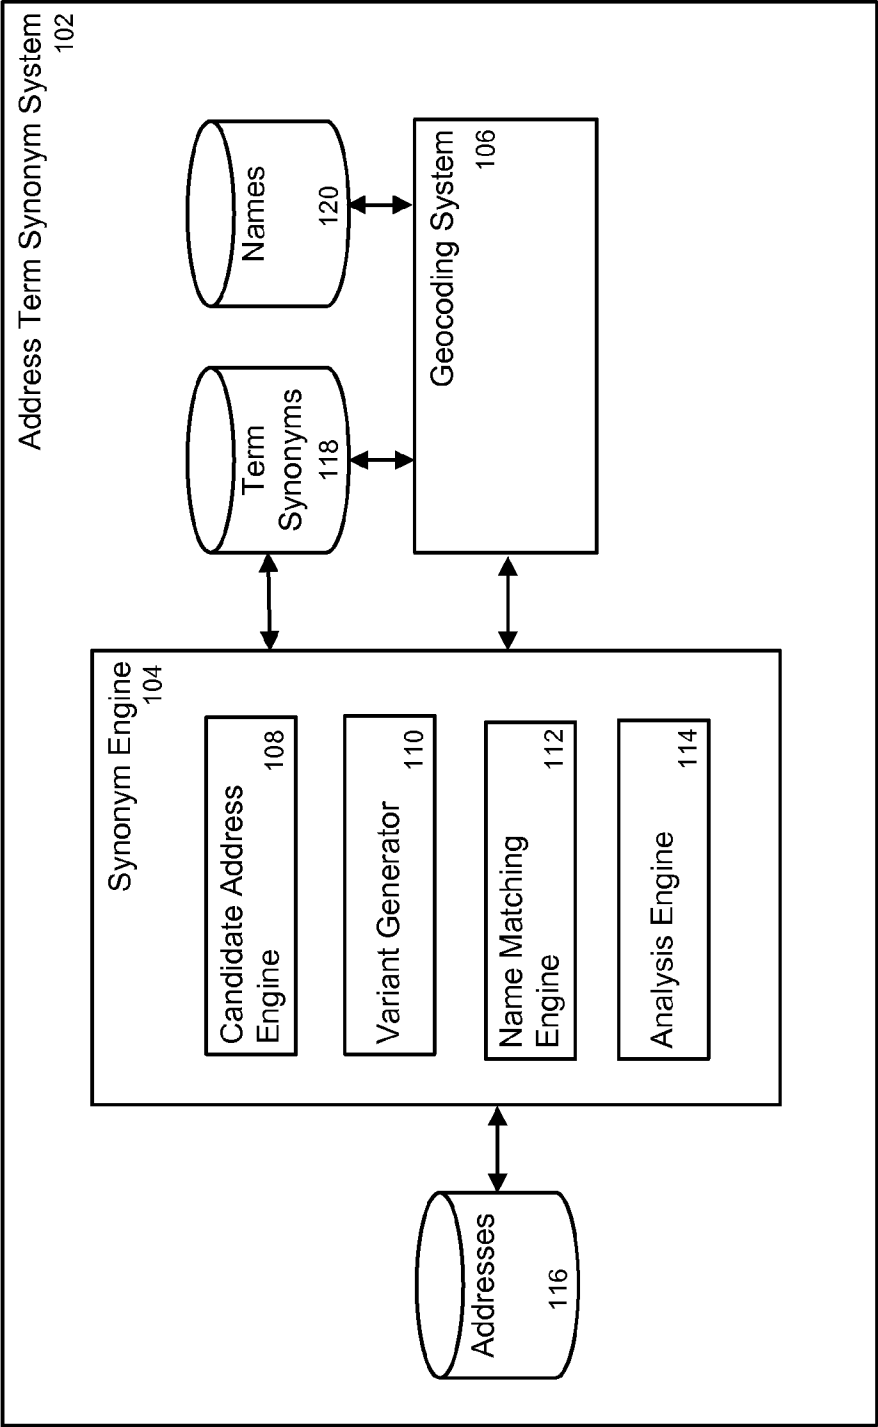 Address Term Synonym System
102
Synonym Engine
104
Candidate Address
Engine
108
Variant Generator
110
Name Matching
Engine
112
Analysis Engine
114
Addresses
116
Term
Synonyms
118
Names
120
Geocoding System
106